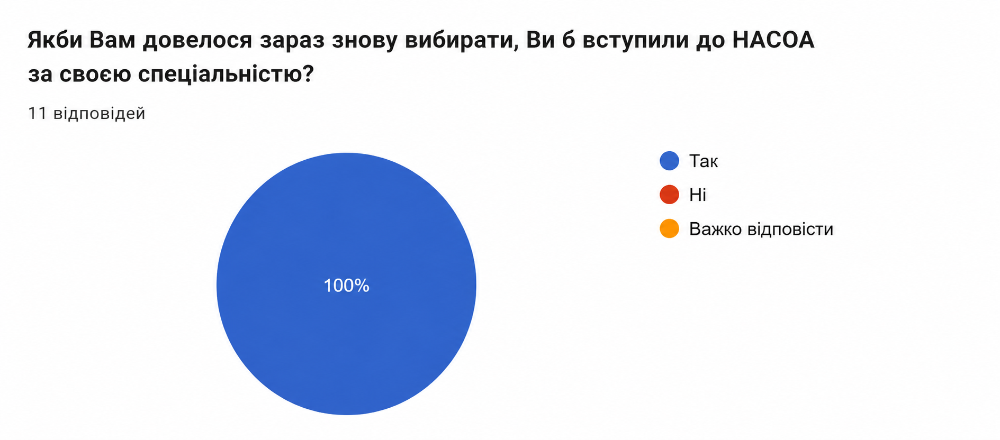 Якби Вам довелося зараз знову вибирати, Ви б вступили до НАСОА
за своєю спеціальністю?
11 відповідей
Так
Ні
Важко відповісти
100%